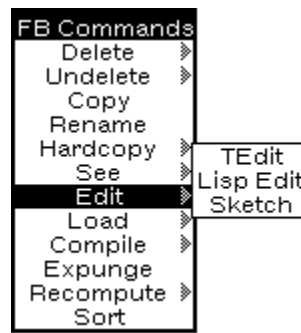 FB Commands
Delete
Undelete
Copy
Rename
Hardcopy
See
Edit
Load
Compile
Expunge
Recompute
Sort
TEdit
Lisp Edit
Sketch